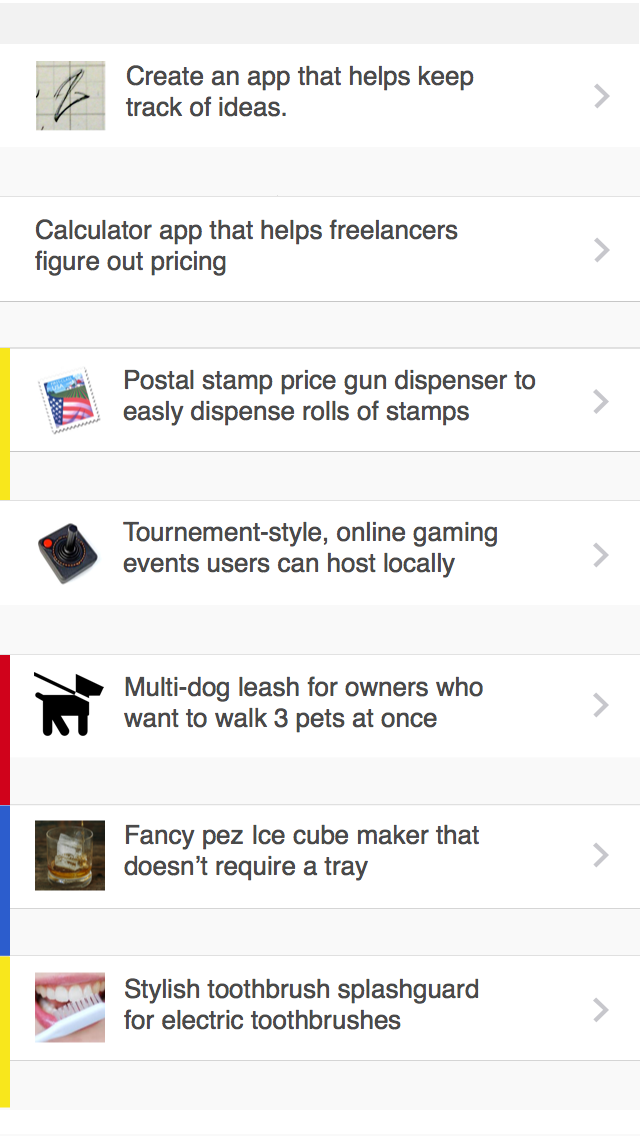 Create an app that helps keep
track of ideas.
Calculator app that helps freelancers
figure out pricing
Postal stamp price gun dispenser to
easly dispense rolls of stamps
Tournement-style, online gaming
events users can host locally
Multi-dog leash for owners who
want to walk 3 pets at once
Fancy pez Ice cube maker that
doesn't require a tray
Stylish toothbrush splashguard
for electric toothbrushes